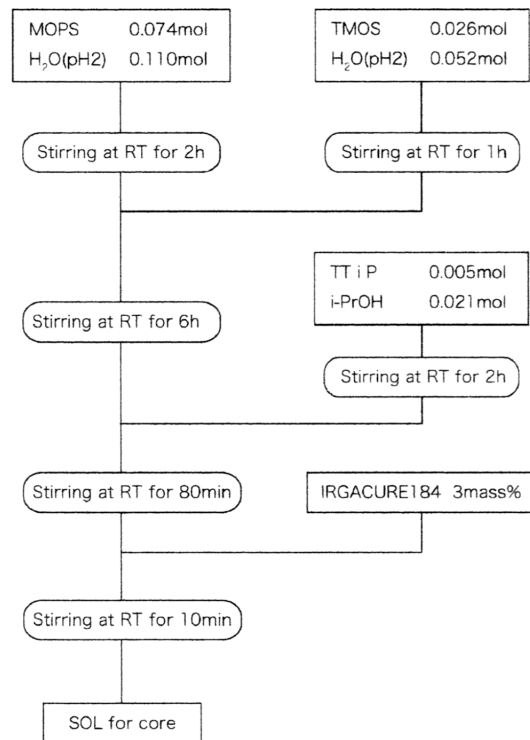 MOPS 0.074mol
H₂O(pH2) 0.110mol
TMOS 0.026mol
H₂O(pH2) 0.052mol
Stirring at RT for 2h
Stirring at RT for 1h
TT i P 0.005mol
i-PrOH 0.021mol
Stirring at RT for 6h
Stirring at RT for 2h
Stirring at RT for 80min
IRGACURE184 3mass%
Stirring at RT for 10min
SOL for core